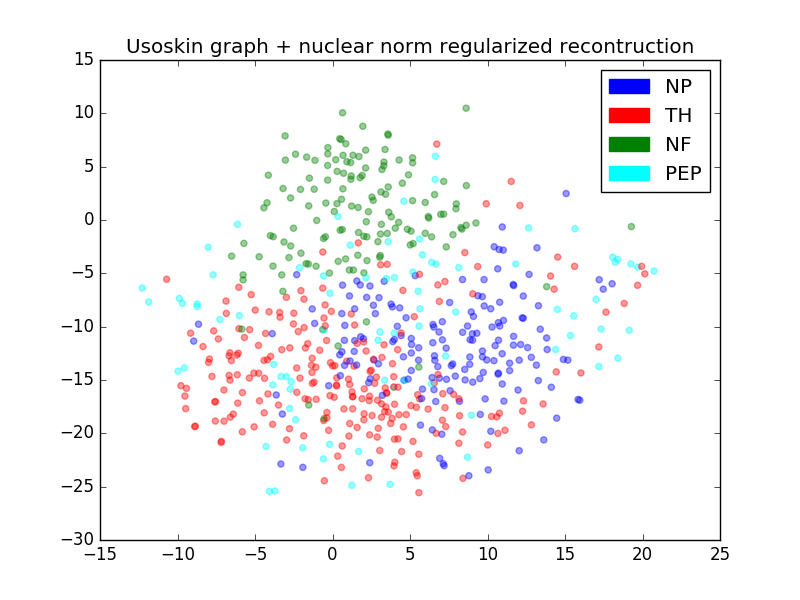 Usoskin graph + nuclear norm regularized recontruction
NP
TH
NF
PEP
15
10
5
0
−5
−10
−15
−20
−25
−30
−15 −10 −5 0 5 10 15 20 25